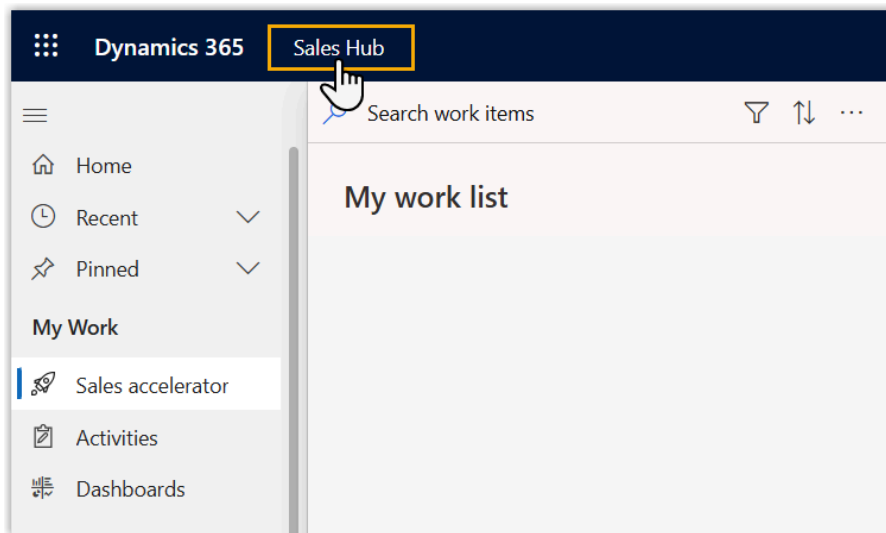 Dynamics 365 Sales Hub
Search work items
Home
My work list
Recent
Pinned
My Work
Sales accelerator
Activities
Dashboards